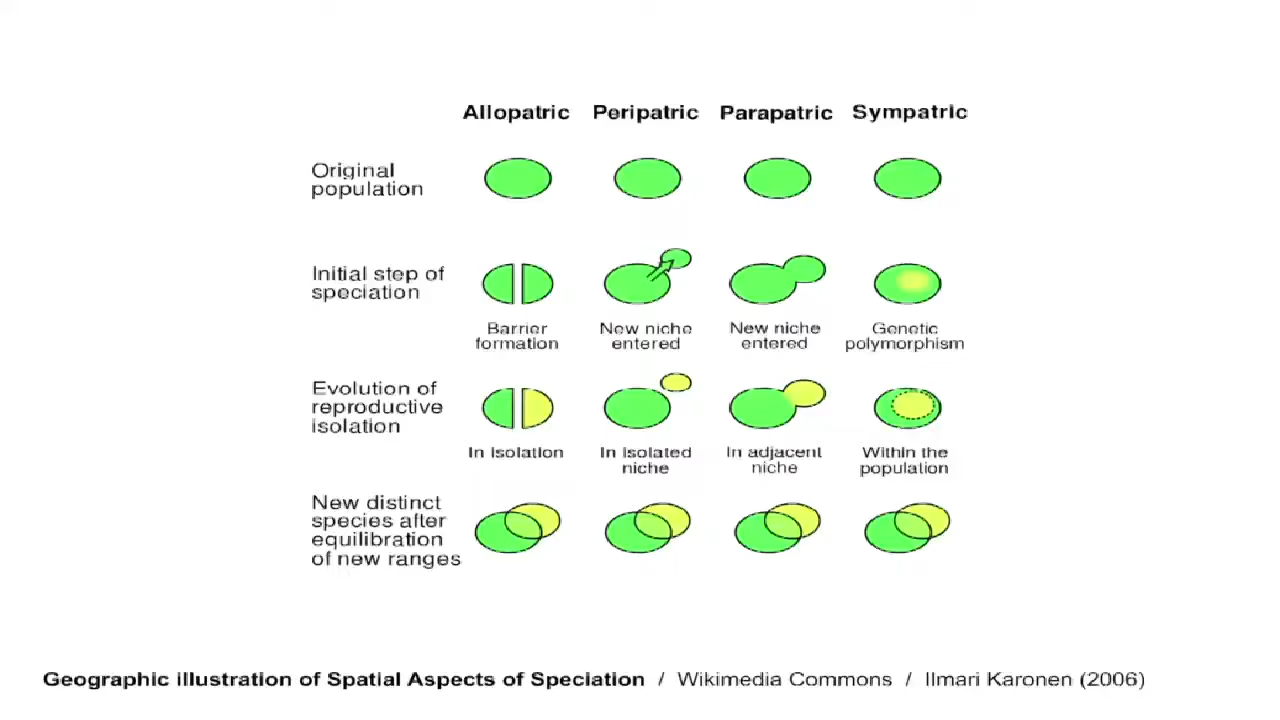 Allopatric Peripatric Parapatric Sympatric
Original
population
Initial step of
speciation
Barrier
formation
New niche
entered
New niche
entered
Genetic
polymorphism
Evolution of
reproductive
isolation
In isolation
In isolated
niche
In adjacent
niche
Within the
population
New distinct
species after
equilibration
of new ranges
Geographic illustration of Spatial Aspects of Speciation / Wikimedia Commons / Ilmari Karonen (2006)